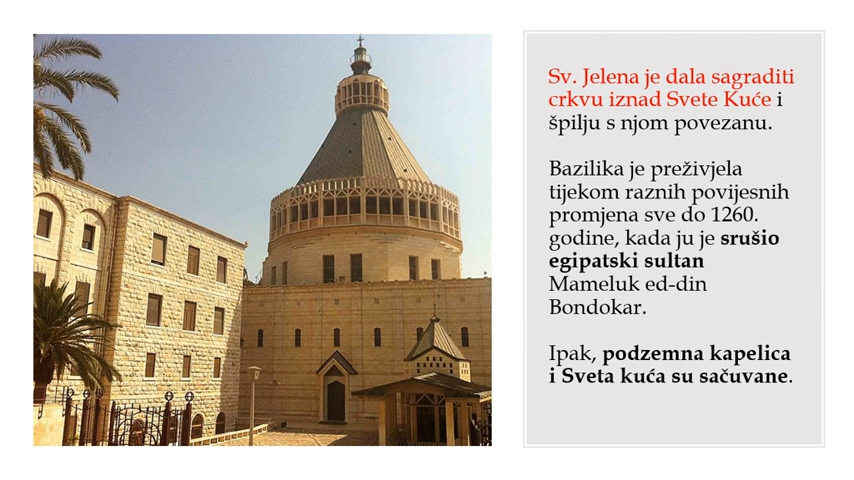 Sv. Jelena je dala sagraditi
crkvu iznad Svete Kuće i
špilju s njom povezanu.
Bazilika je preživjela
tijekom raznih povijesnih
promjena sve do 1260.
godine, kada ju je srušio
egipatski sultan
Mameluk ed-din
Bondokar.
Ipak, podzemna kapelica
i Sveta kuća su sačuvane.